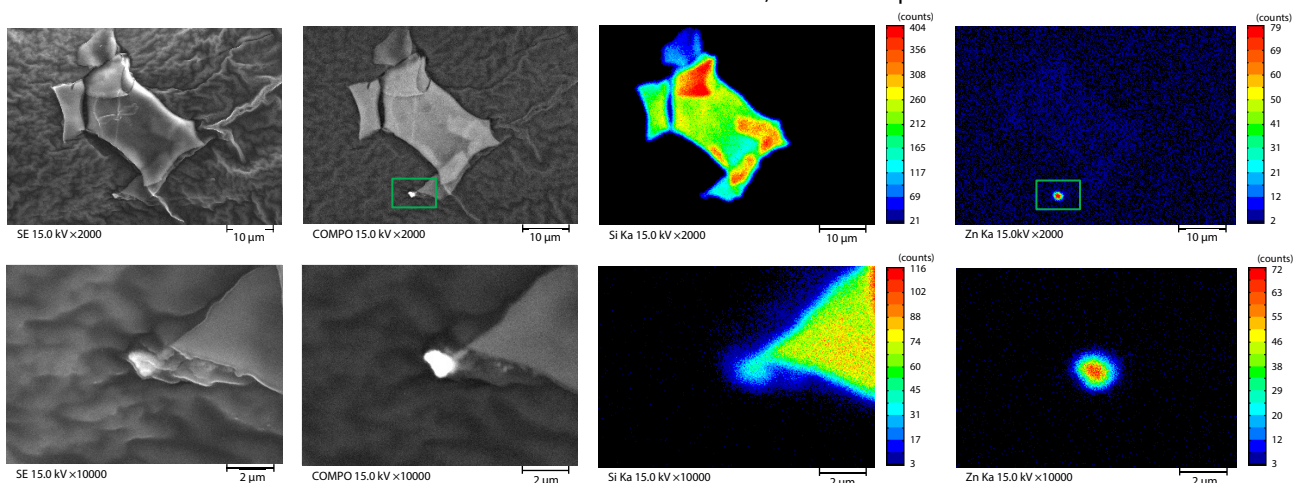 (counts)
404
356
308
260
212
165
117
69
21
(counts)
79
70
60
50
41
31
21
12
2
SE 15.0 kV ×2000
10 µm
COMPO 15.0 kV ×2000
10 µm
Si Ka 15.0 kV ×2000
10 µm
Zn Ka 15.0kV ×2000
10 µm
(counts)
116
102
88
74
60
45
31
17
3
(counts)
72
63
55
46
38
29
20
12
3
SE 15.0 kV ×10000
2 µm
COMPO 15.0 kV ×10000
2 µm
Si Ka 15.0 kV ×10000
2 µm
Zn Ka 15.0kV ×10000
2 µm